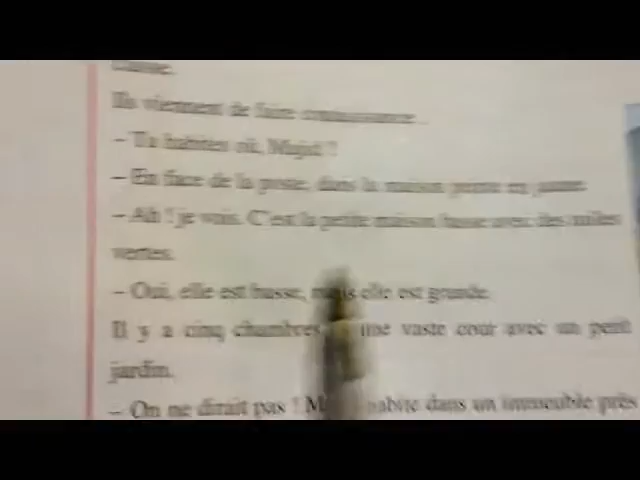 classe.
Ils viennent de faire connaissance.
– Tu habites où, Majid ?
– En face de la poste, dans la maison peinte en jaune.
– Ah ! je vois. C'est la petite maison basse avec des tuiles
vertes.
– Oui, elle est basse, mais elle est grande.
Il y a cinq chambres une vaste cour avec un petit
jardin.
– On ne dirait pas ! habite dans un immeuble près